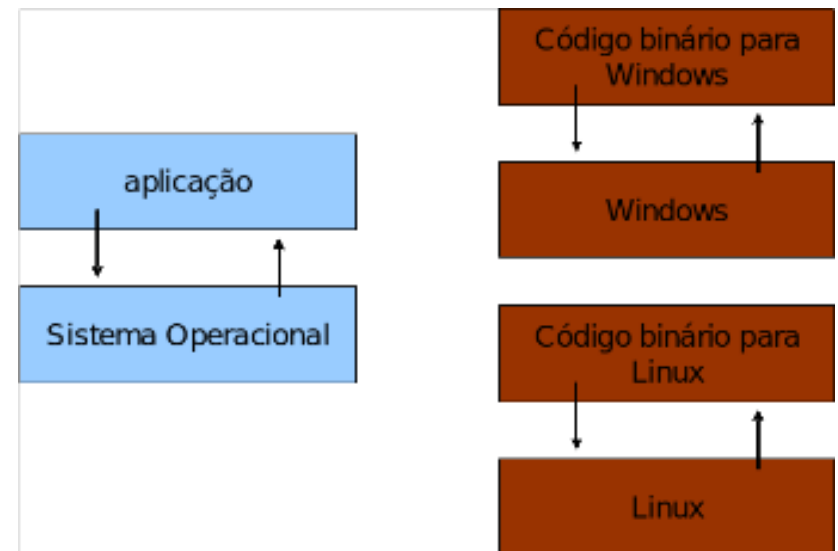 aplicação
Sistema Operacional
Código binário para
Windows
Windows
Código binário para
Linux
Linux